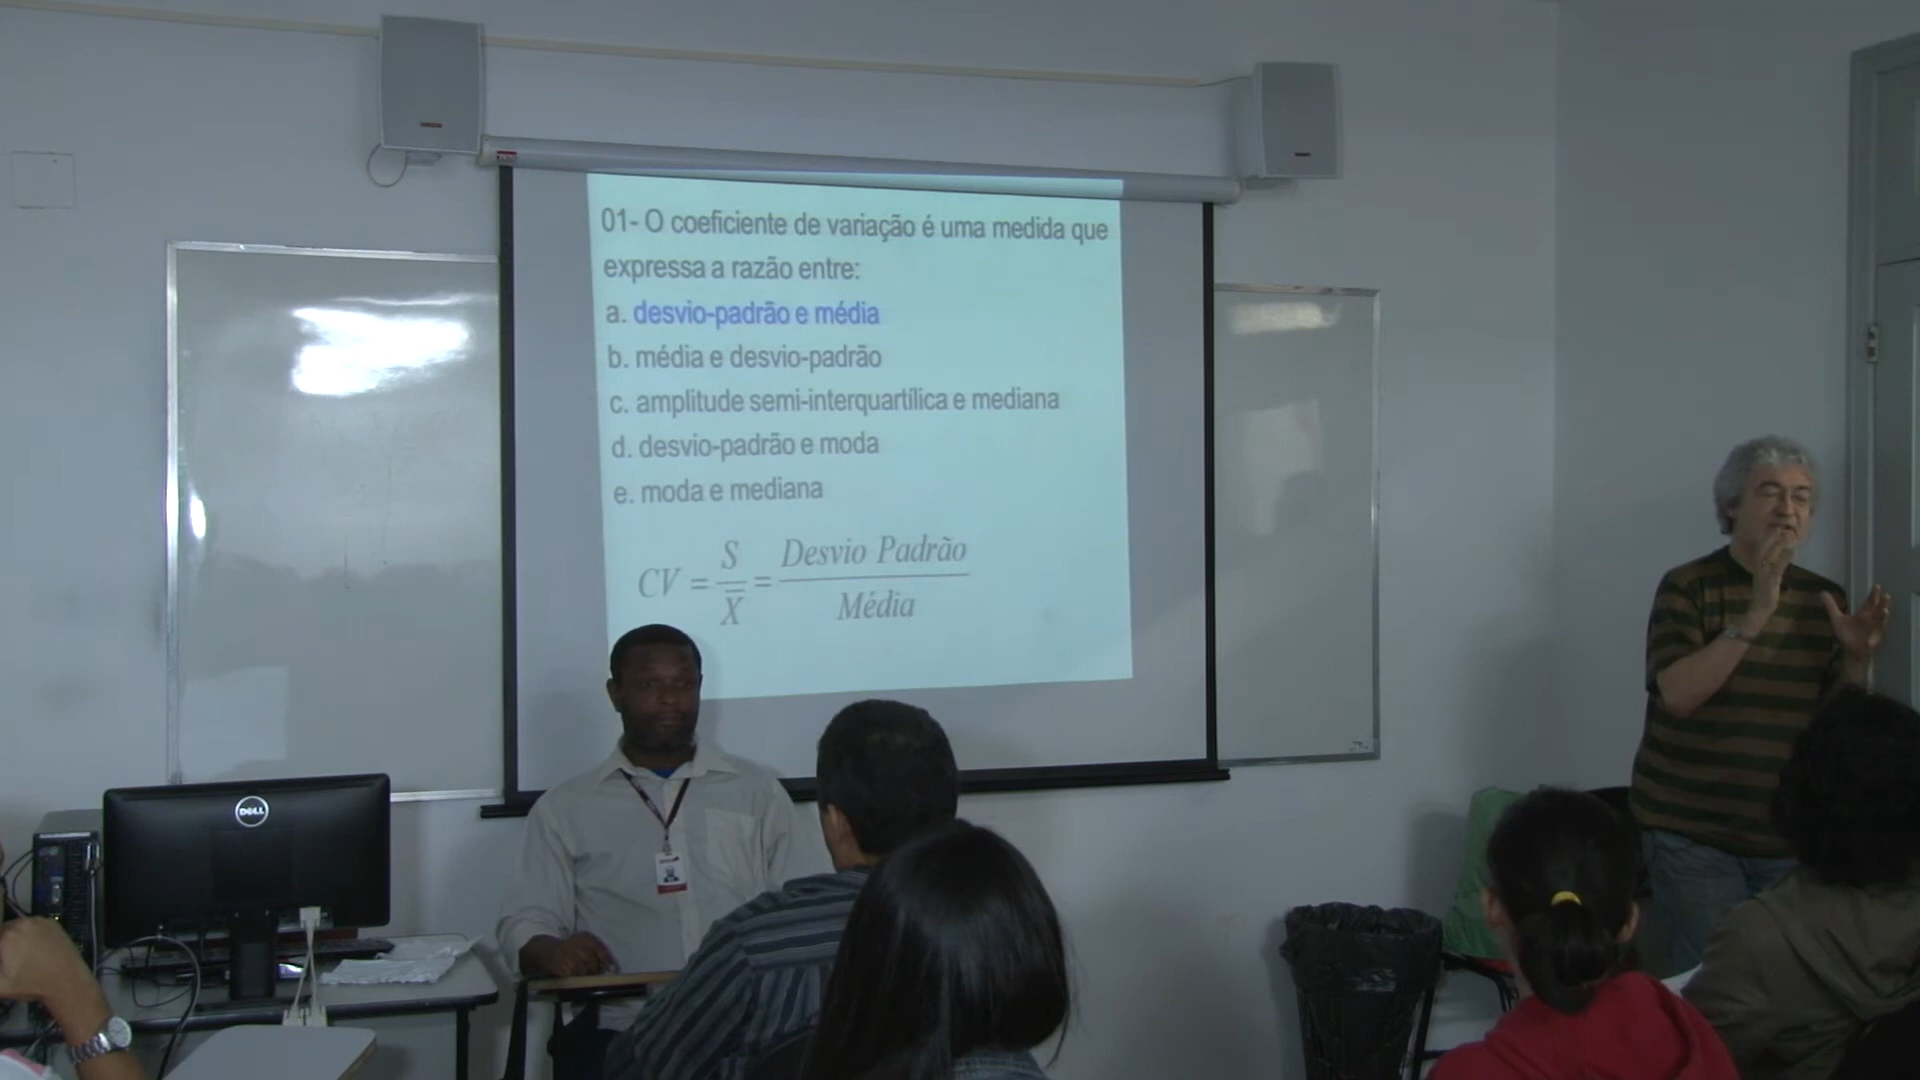 01- O coeficiente de variação é uma medida que
expressa a razão entre:
a. desvio-padrão e média
b. média e desvio-padrão
c. amplitude semi-interquartílica e mediana
d. desvio-padrão e moda
e. moda e mediana
CV = S / X̅ = Desvio Padrão / Média
DELL